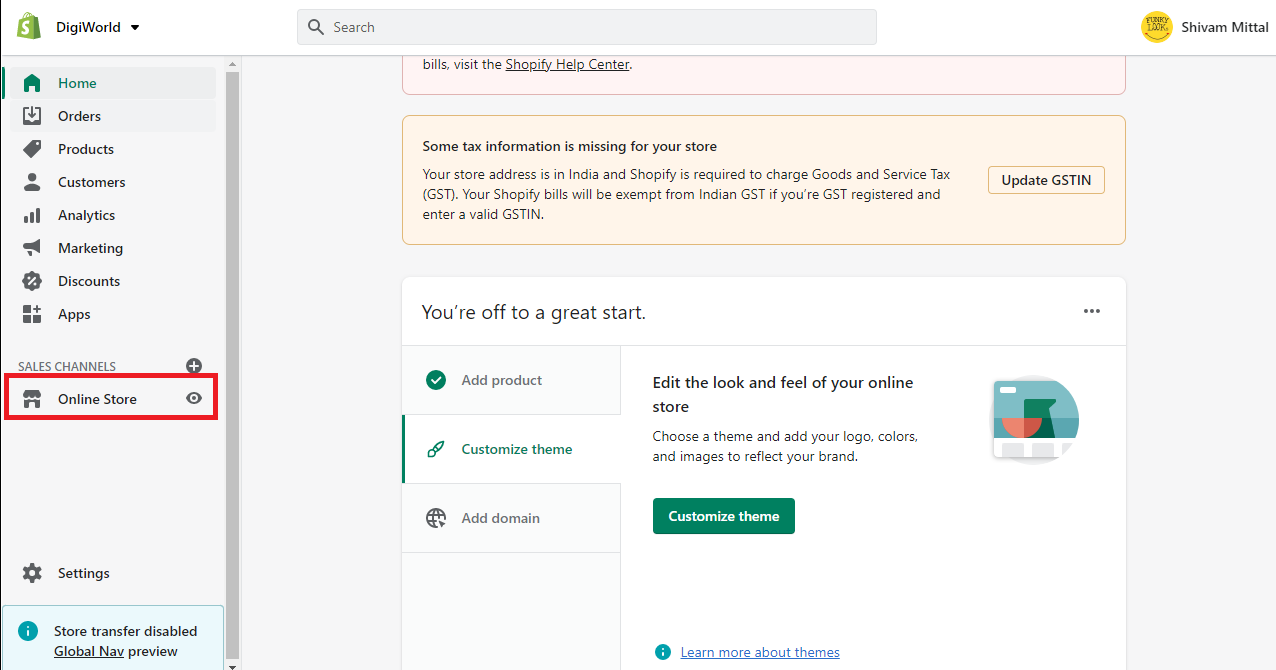 DigiWorld
Search
FUNKY
LOOK
Shivam Mittal
Home
Orders
Products
Customers
Analytics
Marketing
Discounts
Apps
SALES CHANNELS
Online Store
Settings
Store transfer disabled
Global Nav preview
bills, visit the Shopify Help Center.
Some tax information is missing for your store
Your store address is in India and Shopify is required to charge Goods and Service Tax
(GST). Your Shopify bills will be exempt from Indian GST if you’re GST registered and
enter a valid GSTIN.
Update GSTIN
You’re off to a great start.
Add product
Customize theme
Add domain
Edit the look and feel of your online
store
Choose a theme and add your logo, colors,
and images to reflect your brand.
Customize theme
Learn more about themes